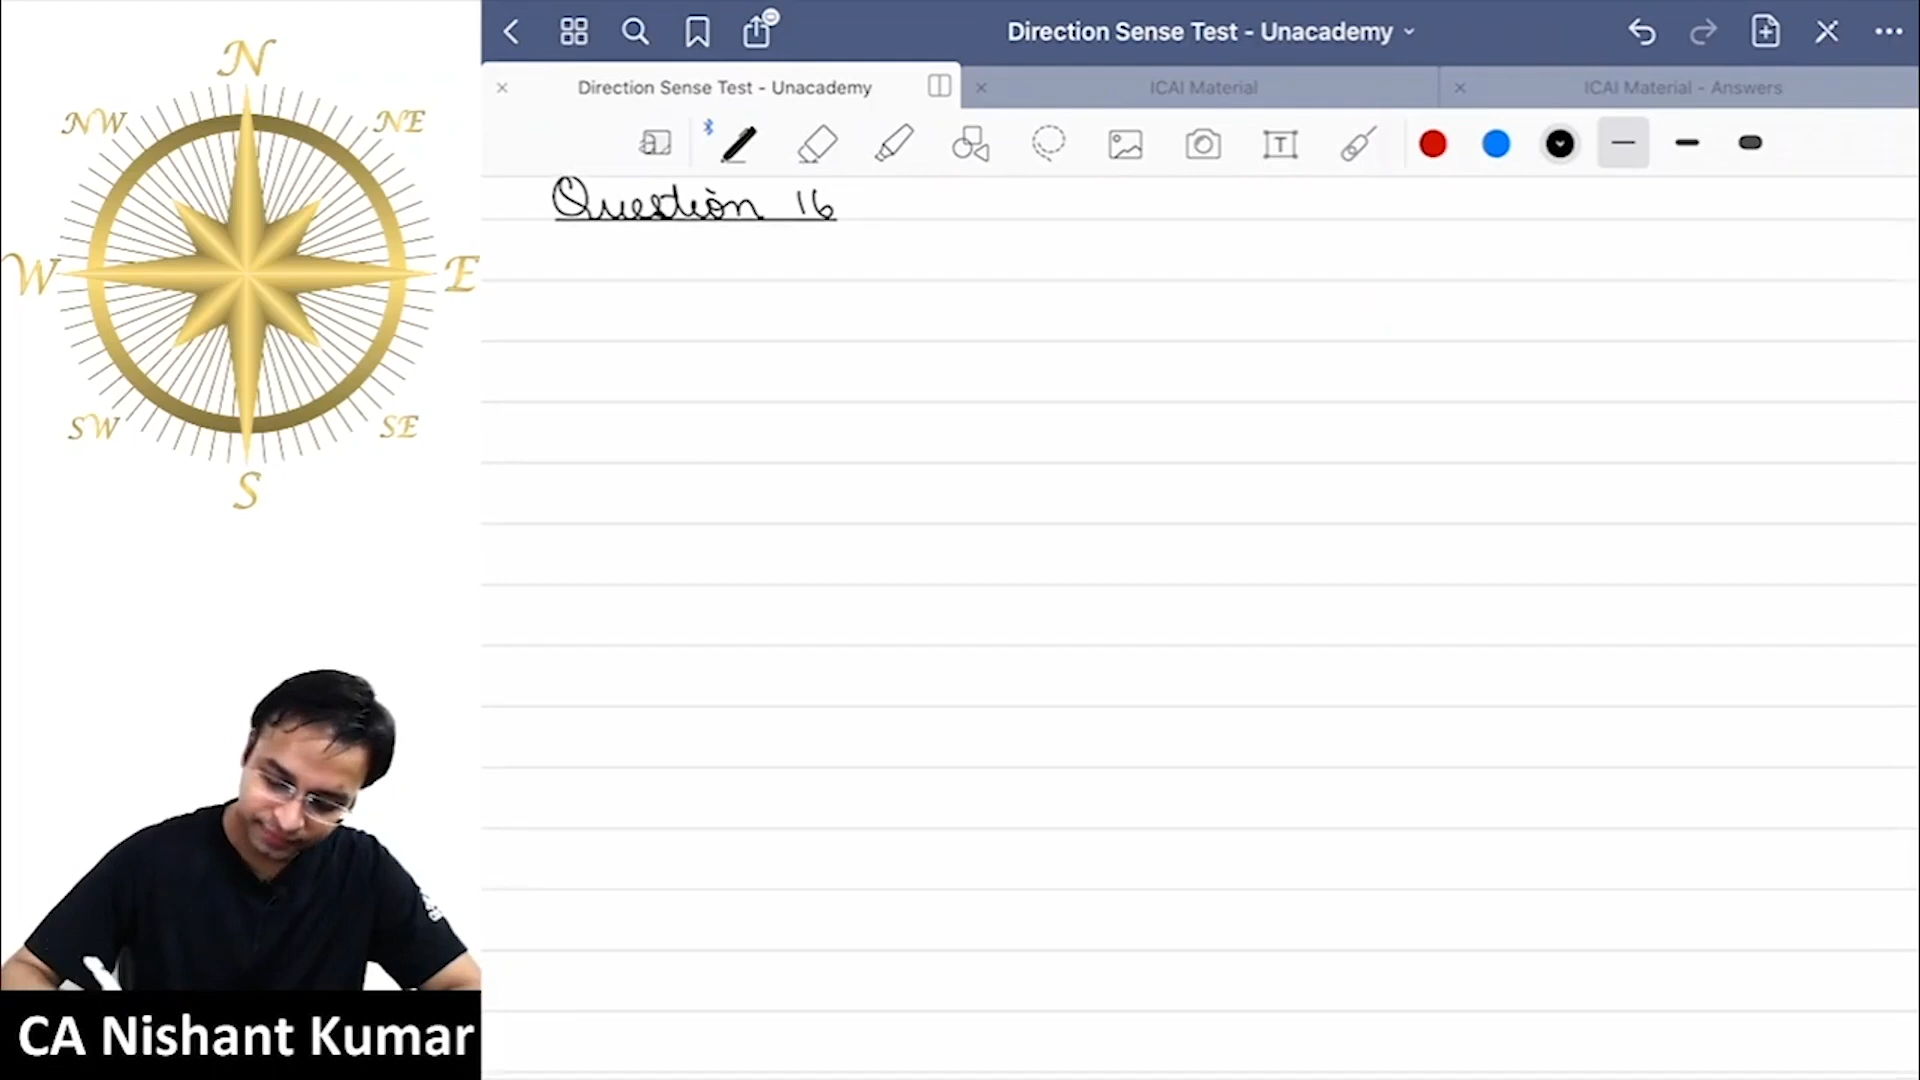 N
NW
NE
W
E
SW
SE
S
Direction Sense Test - Unacademy
Direction Sense Test - Unacademy
ICAI Material
ICAI Material - Answers
T
Question 16
CA Nishant Kumar